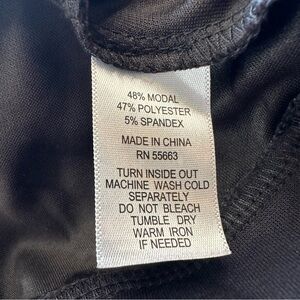 48% MODAL
47% POLYESTER
5% SPANDEX
MADE IN CHINA
RN 55663
TURN INSIDE OUT
MACHINE WASH COLD
SEPARATELY
DO NOT BLEACH
TUMBLE DRY
WARM IRON
IF NEEDED